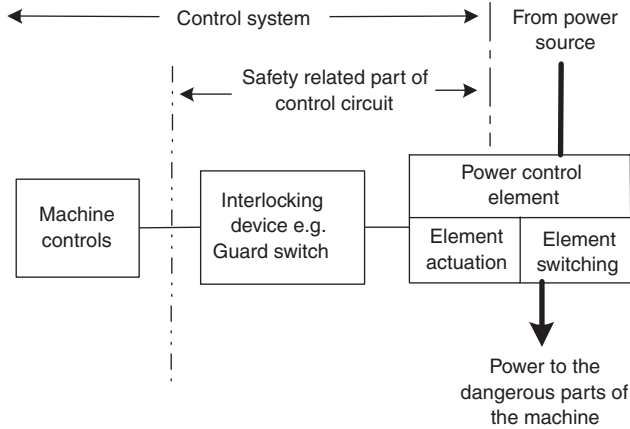 Control system
From power
source
Safety related part of
control circuit
Machine
controls
Interlocking
device e.g.
Guard switch
Power control
element
Element
actuation
Element
switching
Power to the
dangerous parts of
the machine